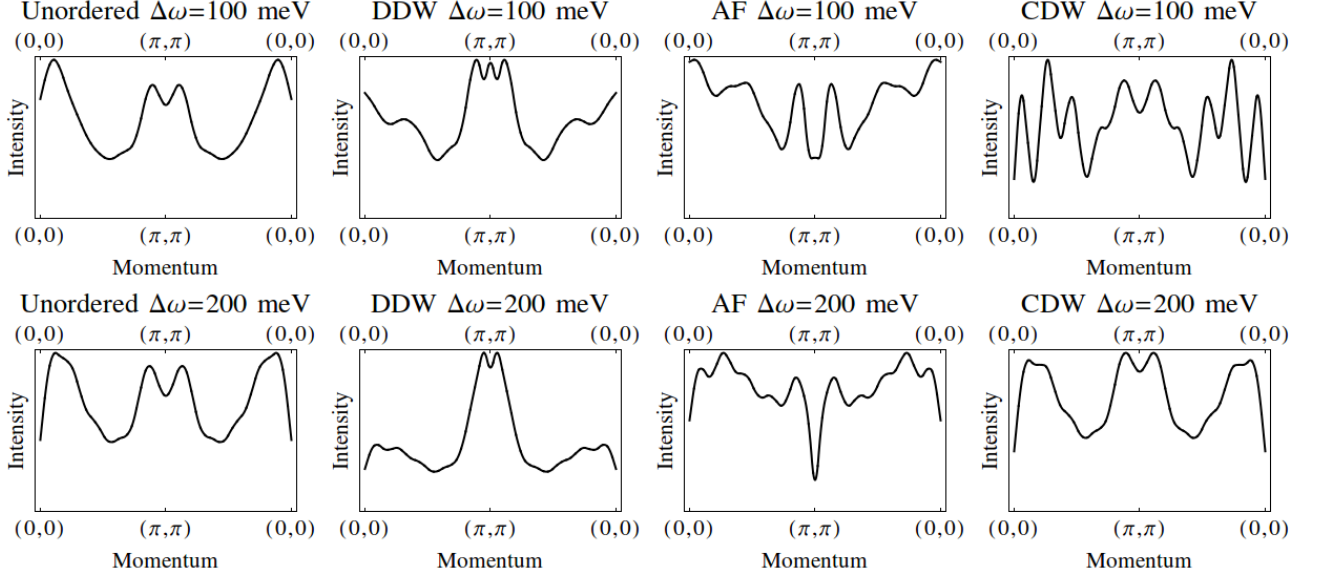 Unordered Δω=100 meV DDW Δω=100 meV AF Δω=100 meV CDW Δω=100 meV
(0,0) (π,π) (0,0) (0,0) (π,π) (0,0) (0,0) (π,π) (0,0) (0,0) (π,π) (0,0)
Intensity Intensity Intensity Intensity
(0,0) (π,π) (0,0) (0,0) (π,π) (0,0) (0,0) (π,π) (0,0) (0,0) (π,π) (0,0)
Momentum Momentum Momentum Momentum
Unordered Δω=200 meV DDW Δω=200 meV AF Δω=200 meV CDW Δω=200 meV
(0,0) (π,π) (0,0) (0,0) (π,π) (0,0) (0,0) (π,π) (0,0) (0,0) (π,π) (0,0)
Intensity Intensity Intensity Intensity
(0,0) (π,π) (0,0) (0,0) (π,π) (0,0) (0,0) (π,π) (0,0) (0,0) (π,π) (0,0)
Momentum Momentum Momentum Momentum